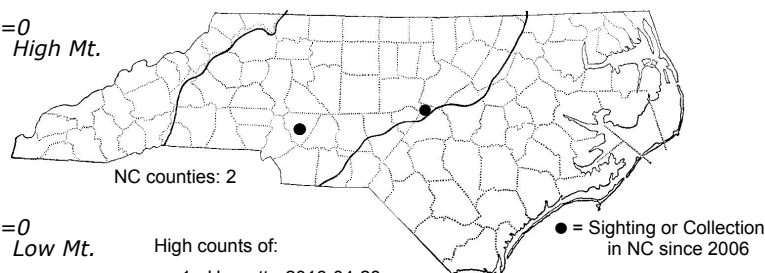 =0
High Mt.
NC counties: 2
=0
Low Mt.
High counts of:
● = Sighting or Collection
in NC since 2006